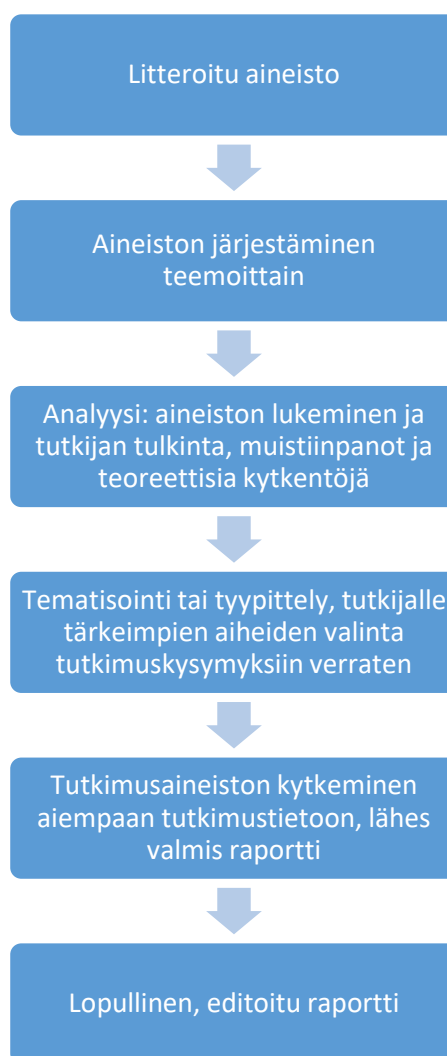 Litteroitu aineisto
Aineiston järjestäminen
teemoittain
Analyysi: aineiston lukeminen ja
tutkijan tulkinta, muistiinpanot ja
teoreettisia kytkentöjä
Tematisointi tai tyypittely, tutkijalle
tärkeimpien aiheiden valinta
tutkimuskysymyksiin verraten
Tutkimusaineiston kytkeminen
aiempaan tutkimustietoon, lähes
valmis raportti
Lopullinen, editoitu raportti